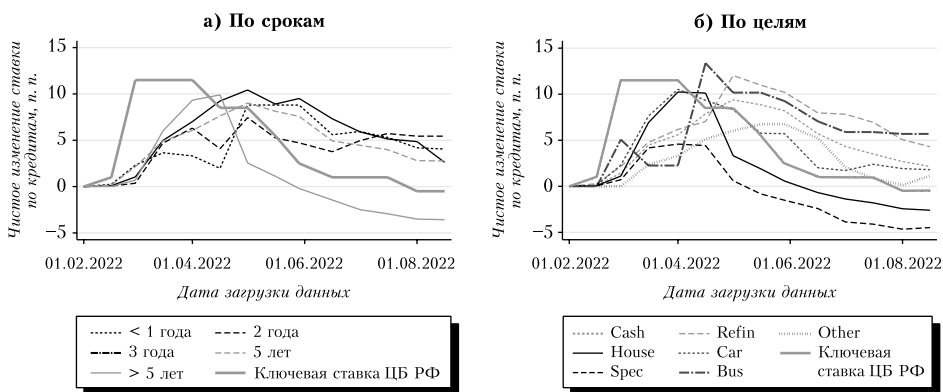 а) По срокам
Чистое изменение ставки
по кредитам, п. п.
15
10
5
0
−5
01.02.2022 01.04.2022 01.06.2022 01.08.2022
Дата загрузки данных
< 1 года 2 года
3 года 5 лет
> 5 лет Ключевая ставка ЦБ РФ
б) По целям
Чистое изменение ставки
по кредитам, п. п.
15
10
5
0
−5
01.02.2022 01.04.2022 01.06.2022 01.08.2022
Дата загрузки данных
Cash Refin Other
House Car Ключевая
Spec Bus ставка ЦБ РФ